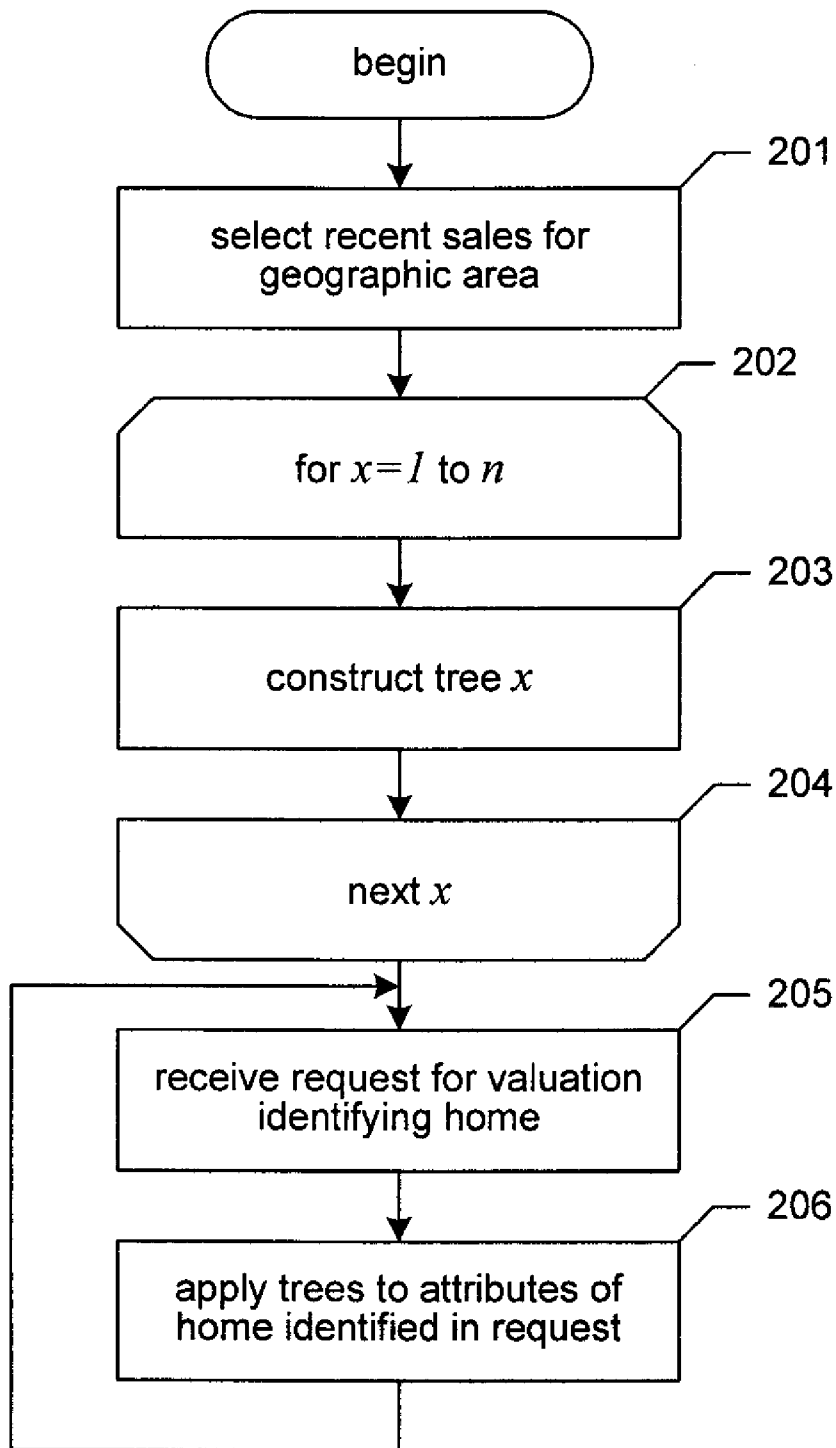 begin
201
select recent sales for
geographic area
202
for x=1 to n
203
construct tree x
204
next x
205
receive request for valuation
identifying home
206
apply trees to attributes of
home identified in request